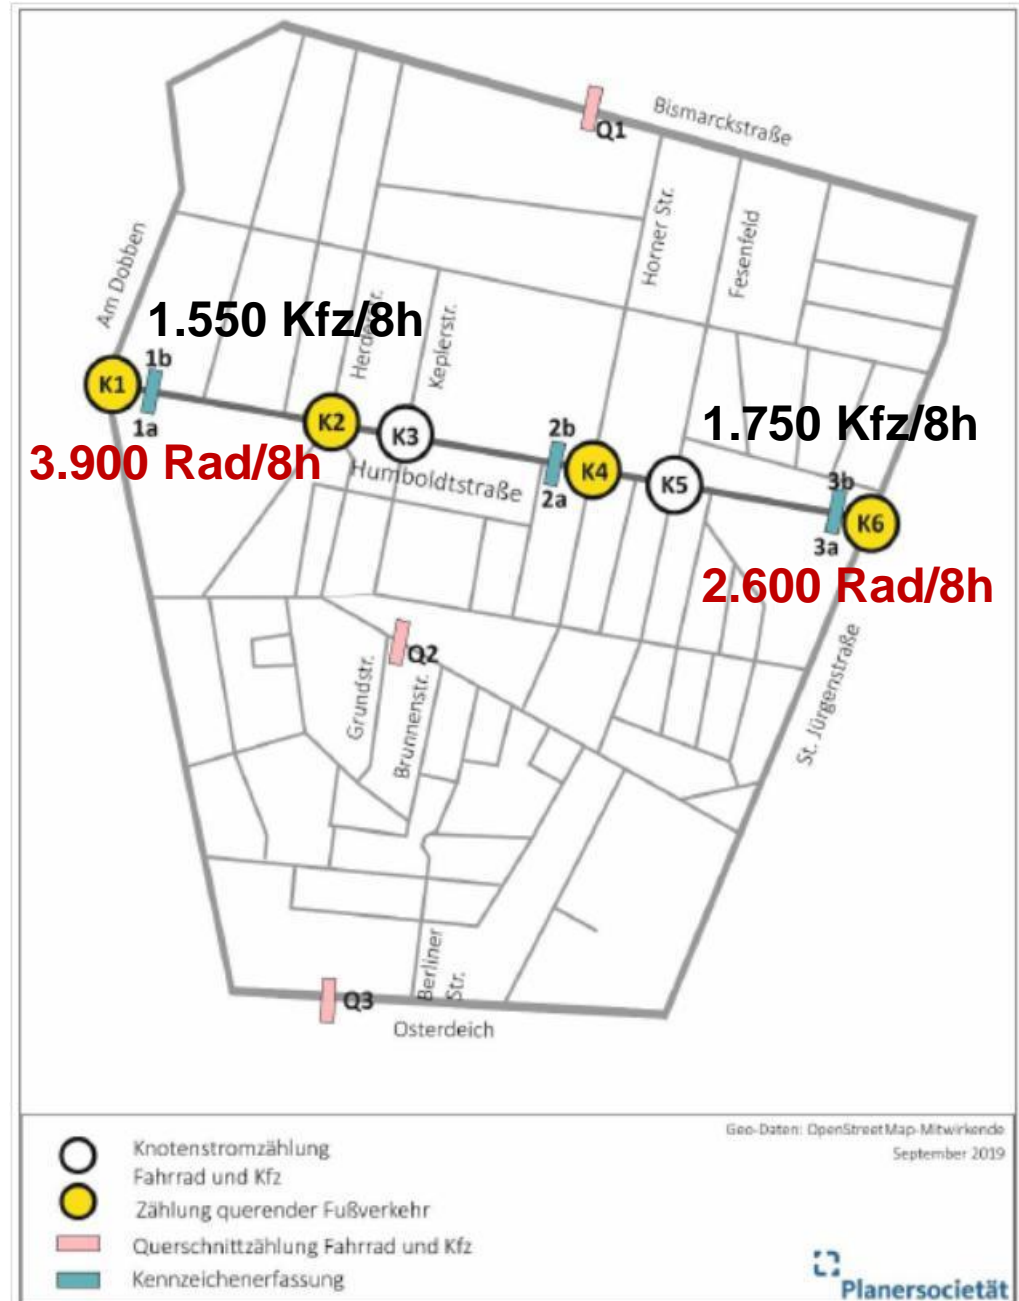 Bismarckstraße
Q1
Horner Str.
Fesenfeld
Am Dobben
1.550 Kfz/8h
Keplerstr.
1b
K1
1a
K2
K3
2b
K4
2a
1.750 Kfz/8h
3.900 Rad/8h
Humboldtstraße
K5
3b
K6
3a
2.600 Rad/8h
Q2
Grundstr.
Brunnenstr.
St. Jürgenstraße
Berliner
Str.
Q3
Osterdeich
Knotenstromzählung
Fahrrad und Kfz
Zählung querender Fußverkehr
Querschnittzählung Fahrrad und Kfz
Kennzeichenerfassung
Geo-Daten: OpenStreetMap-Mitwirkende
September 2019
Planersocietät